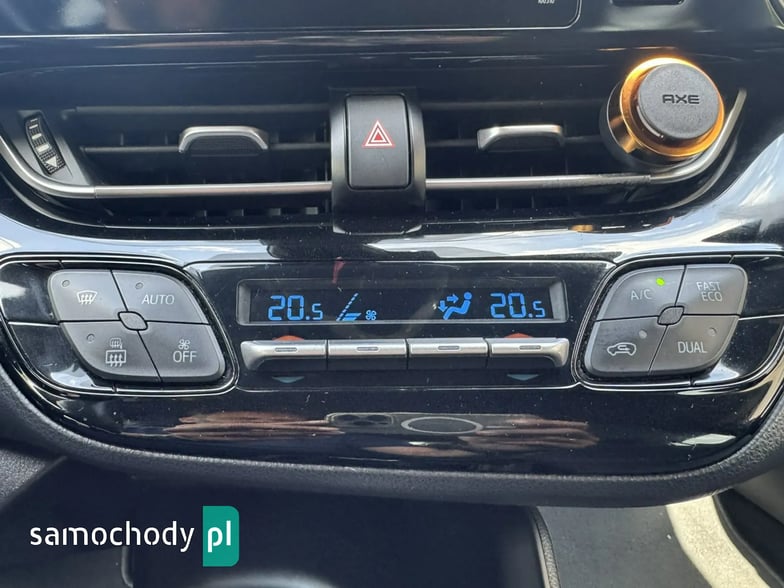 AXE
20.5 20.5
AUTO
OFF
A/C
FAST
ECO
DUAL
samochody pl